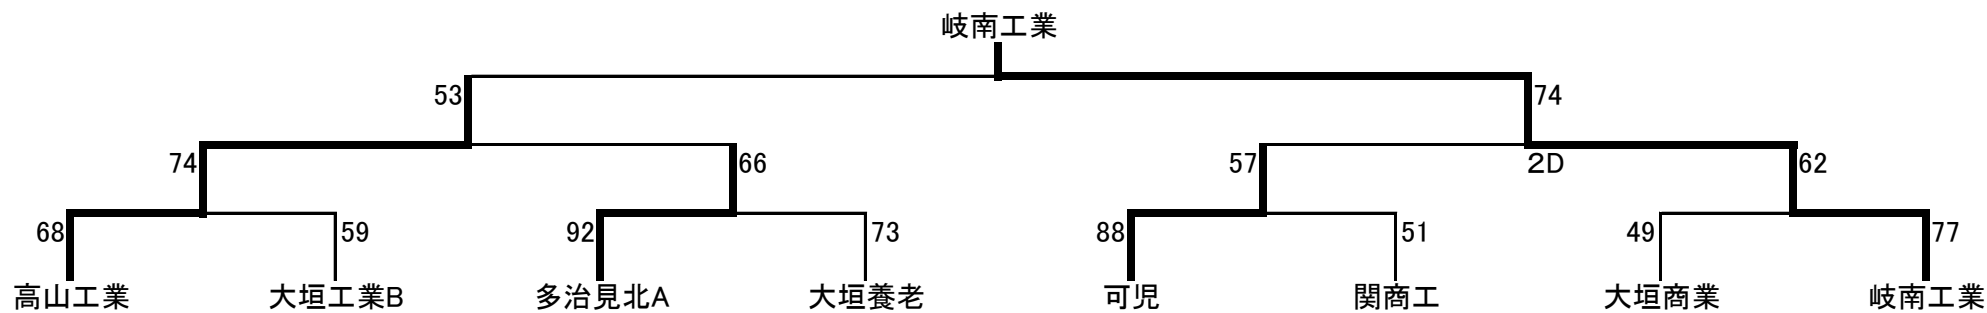 岐南工業
53 74
74 66 57 2D 62
68 59 92 73 88 51 49 77
高山工業 大垣工業B 多治見北A 大垣養老 可児 関商工 大垣商業 岐南工業